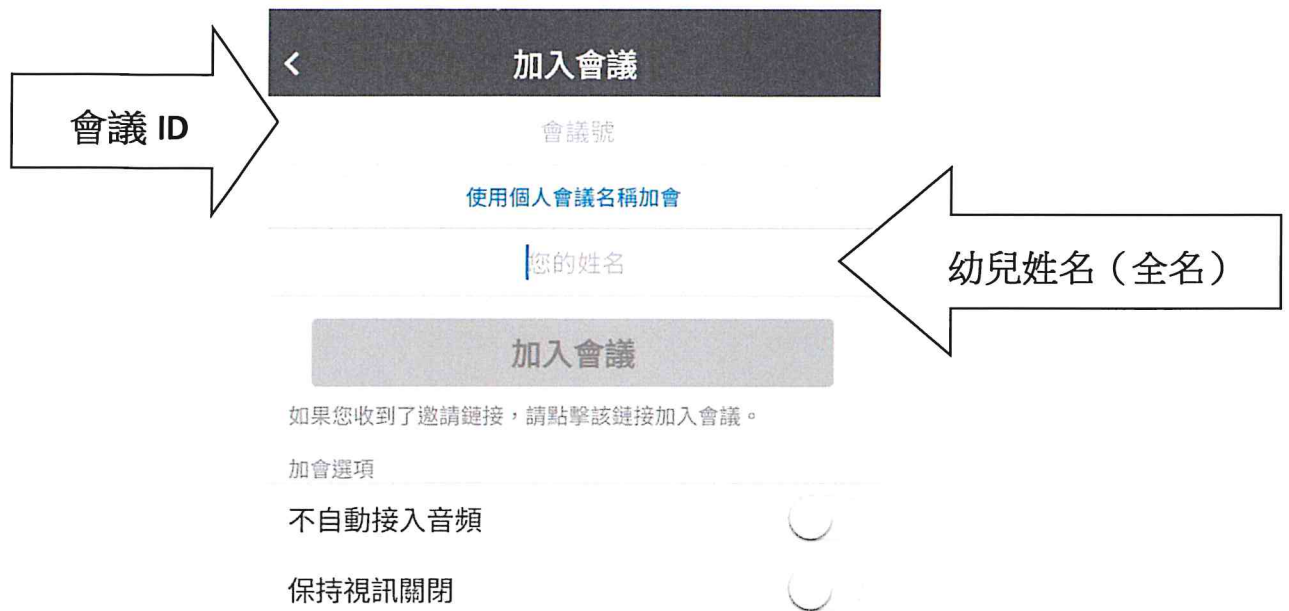 加入會議
會議 ID
會議號
使用個人會議名稱加會
您的姓名
幼兒姓名（全名）
加入會議
如果您收到了邀請鏈接，請點擊該鏈接加入會議。
加會選項
不自動接入音頻
保持視訊關閉